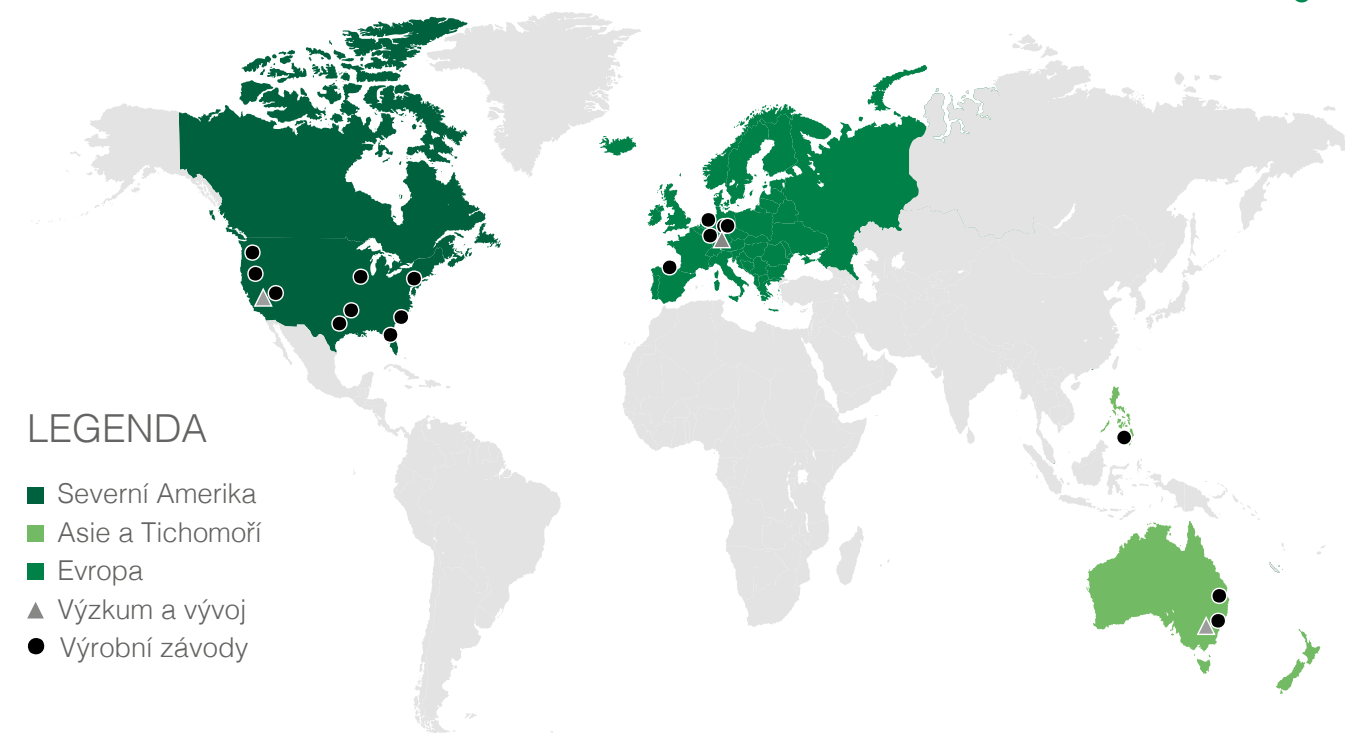 LEGENDA
Severní Amerika
Asie a Tichomoří
Evropa
Výzkum a vývoj
Výrobní závody